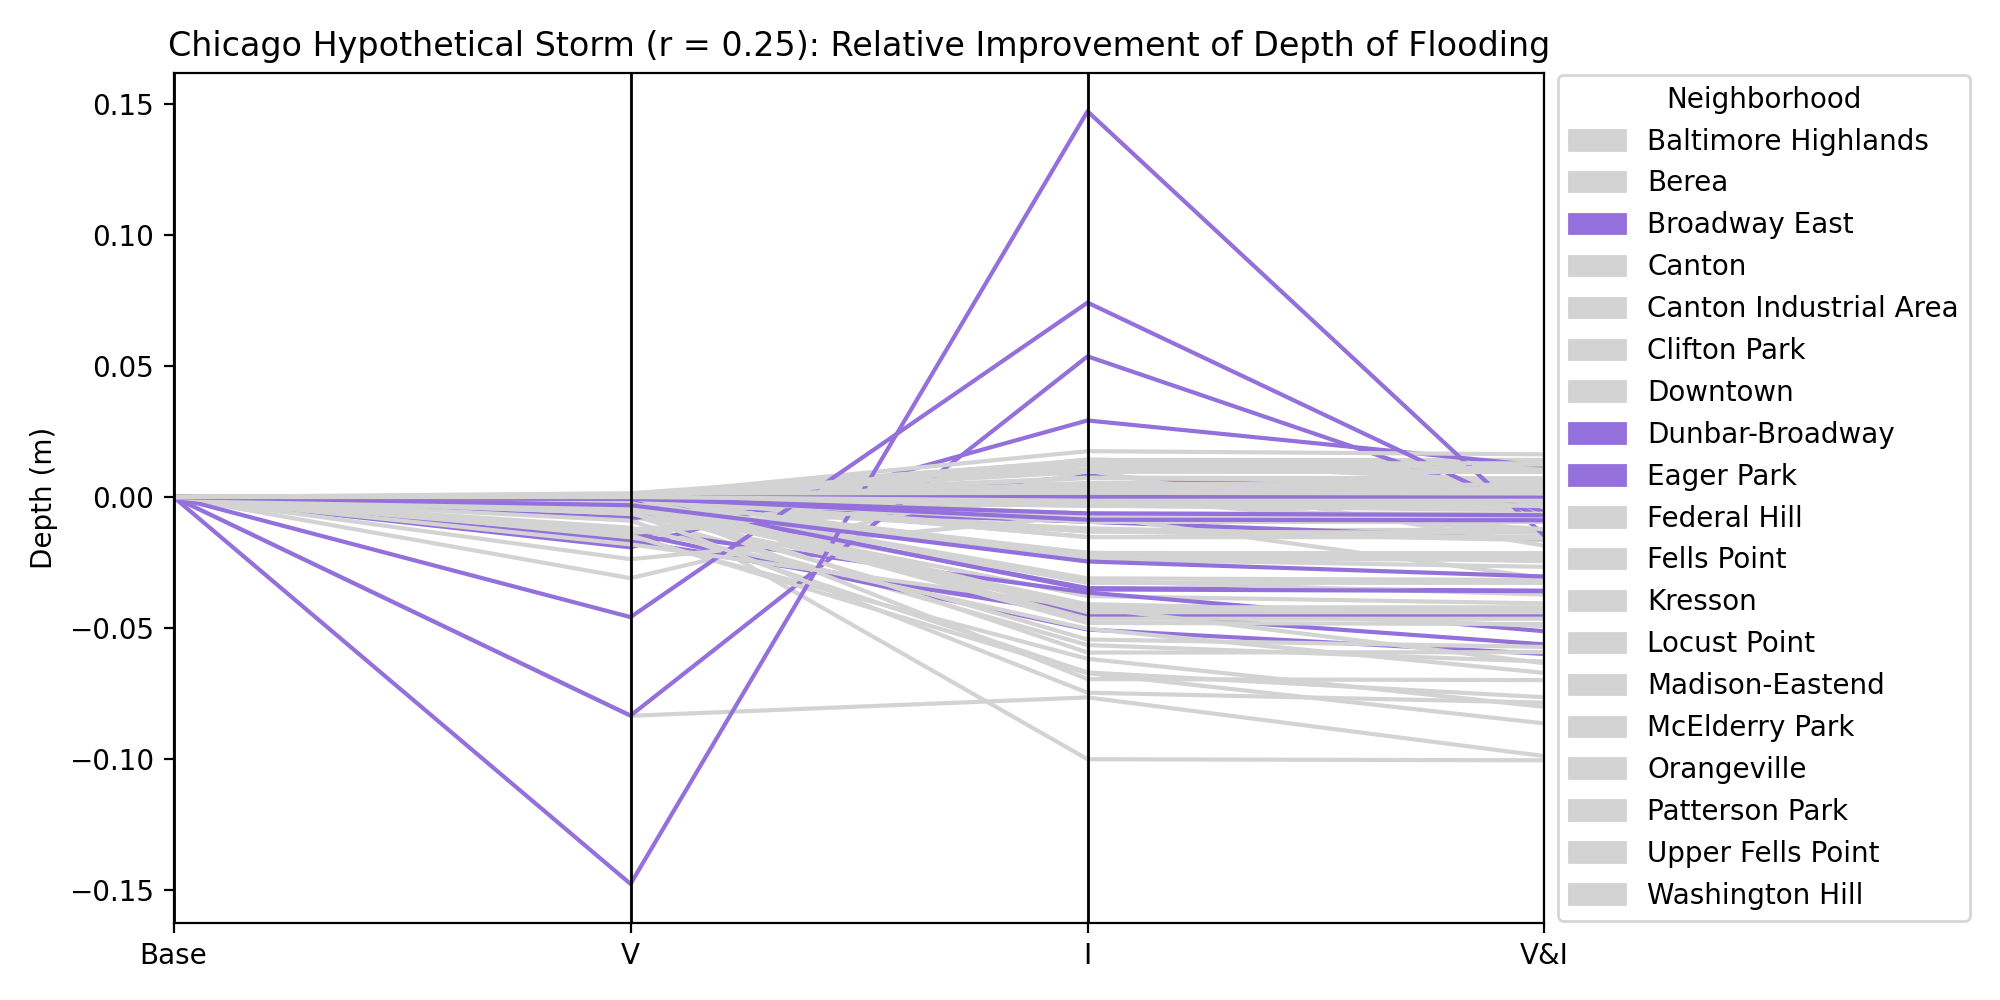 Chicago Hypothetical Storm (r = 0.25): Relative Improvement of Depth of Flooding
Depth (m)
0.15
0.10
0.05
0.00
−0.05
−0.10
−0.15
Base
V
I
V&I
Neighborhood
Baltimore Highlands
Berea
Broadway East
Canton
Canton Industrial Area
Clifton Park
Downtown
Dunbar-Broadway
Eager Park
Federal Hill
Fells Point
Kresson
Locust Point
Madison-Eastend
McElderry Park
Orangeville
Patterson Park
Upper Fells Point
Washington Hill